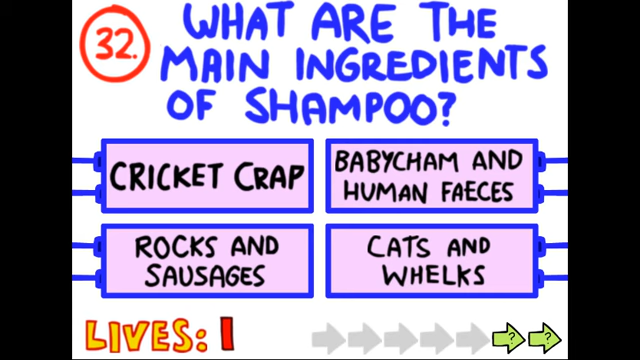 32.
WHAT ARE THE
MAIN INGREDIENTS
OF SHAMPOO?
CRICKET CRAP
BABYCHAM AND
HUMAN FAECES
ROCKS AND
SAUSAGES
CATS AND
WHELKS
LIVES: 1
? ?